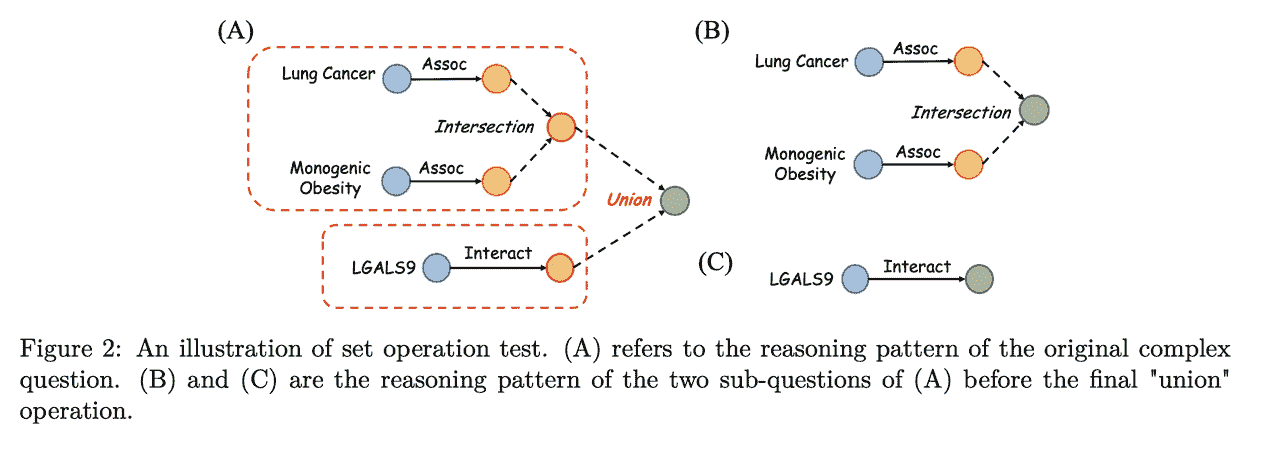 (A)
Lung Cancer
Assoc
Intersection
Monogenic
Obesity
Assoc
Union
LGALS9
Interact
(B)
Lung Cancer
Assoc
Intersection
Monogenic
Obesity
Assoc
(C)
LGALS9
Interact
Figure 2: An illustration of set operation test. (A) refers to the reasoning pattern of the original complex
question. (B) and (C) are the reasoning pattern of the two sub-questions of (A) before the final "union"
operation.